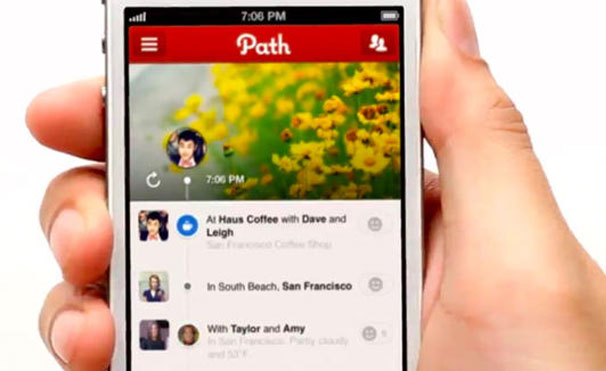 7:06 PM
Path
7:06 PM
At Haus Coffee with Dave and
Leigh
San Francisco Coffee Shop
In South Beach, San Francisco
With Taylor and Amy
In San Francisco. Partly cloudy
and 53°F